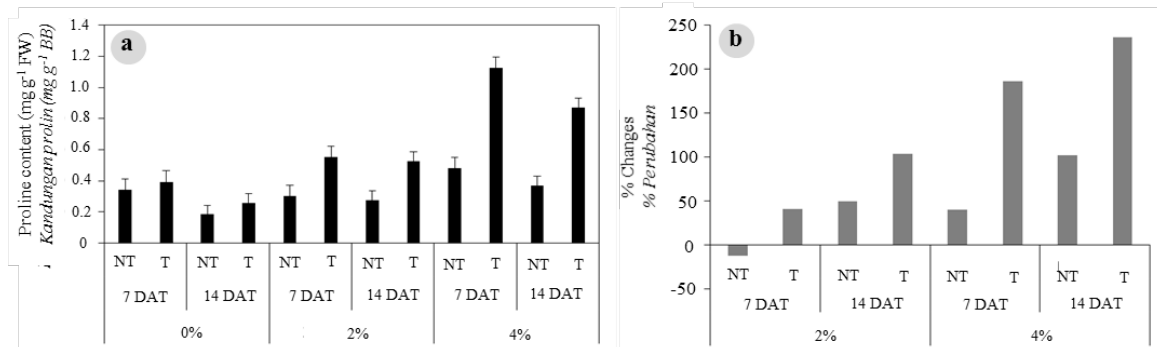 a
Proline content (mg g-1 FW)
Kandungan prolin (mg g-1 BB)
1.4
1.2
1.0
0.8
0.6
0.4
0.2
0
NT T NT T NT T NT T NT T NT T
7 DAT 14 DAT 7 DAT 14 DAT 7 DAT 14 DAT
0% 2% 4%
b
% Changes
% Perubahan
250
200
150
100
50
0
-50
NT T NT T NT T NT T
7 DAT 14 DAT 7 DAT 14 DAT
2% 4%